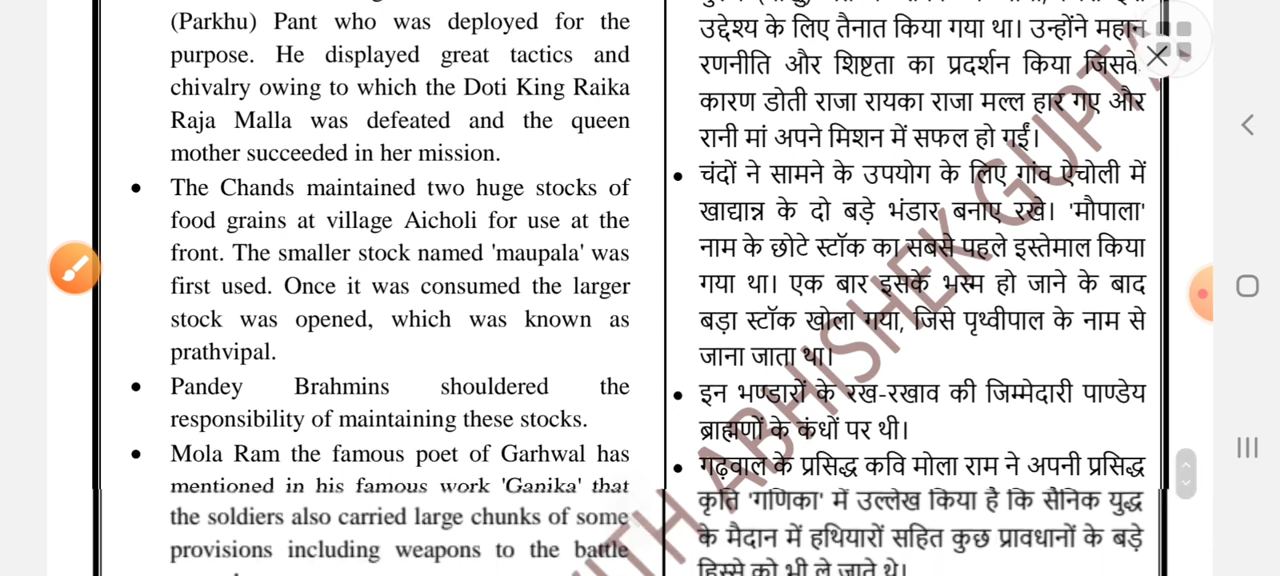 (Parkhu) Pant who was deployed for the
purpose. He displayed great tactics and
chivalry owing to which the Doti King Raika
Raja Malla was defeated and the queen
mother succeeded in her mission.
• The Chands maintained two huge stocks of
food grains at village Aicholi for use at the
front. The smaller stock named 'maupala' was
first used. Once it was consumed the larger
stock was opened, which was known as
prathvipal.
• Pandey Brahmins shouldered the
responsibility of maintaining these stocks.
• Mola Ram the famous poet of Garhwal has
mentioned in his famous work 'Ganika' that
the soldiers also carried large chunks of some
provisions including weapons to the battle
उद्देश्य के लिए तैनात किया गया था। उन्होंने महान
रणनीति और शिष्टता का प्रदर्शन किया जिसके
कारण डोती राजा रायका राजा मल्ल हार गए और
रानी मां अपने मिशन में सफल हो गईं।
• चंदों ने सामने के उपयोग के लिए गांव ऐचोली में
खाद्यान्न के दो बड़े भंडार बनाए रखे। 'मौपाला'
नाम के छोटे स्टॉक का सबसे पहले इस्तेमाल किया
गया था। एक बार इसके भस्म हो जाने के बाद
बड़ा स्टॉक खोला गया, जिसे पृथ्वीपाल के नाम से
जाना जाता था।
• इन भण्डारों के रख-रखाव की जिम्मेदारी पाण्डेय
ब्राह्मणों के कंधों पर थी।
• गढ़वाल के प्रसिद्ध कवि मोला राम ने अपनी प्रसिद्ध
कृति 'गणिका' में उल्लेख किया है कि सैनिक युद्ध
के मैदान में हथियारों सहित कुछ प्रावधानों के बड़े
हिस्से को भी ले जाते थे।
ITH ABHISHEK GUPTA